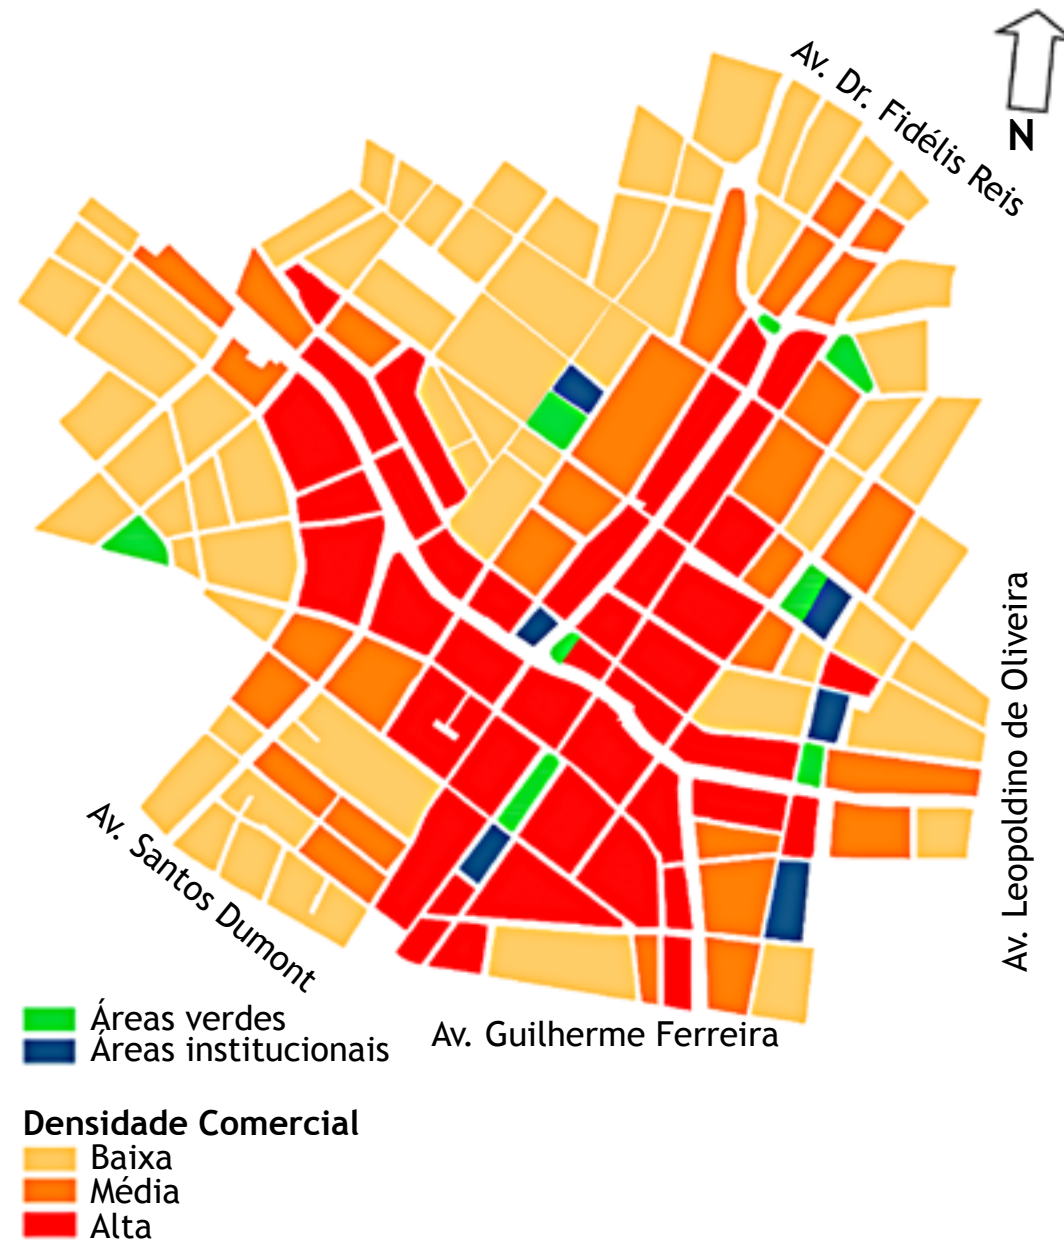 Av. Dr. Fidélis Reis
N
Av. Leopoldino de Oliveira
Av. Santos Dumont
Av. Guilherme Ferreira
Áreas verdes
Áreas institucionais
Densidade Comercial
Baixa
Média
Alta